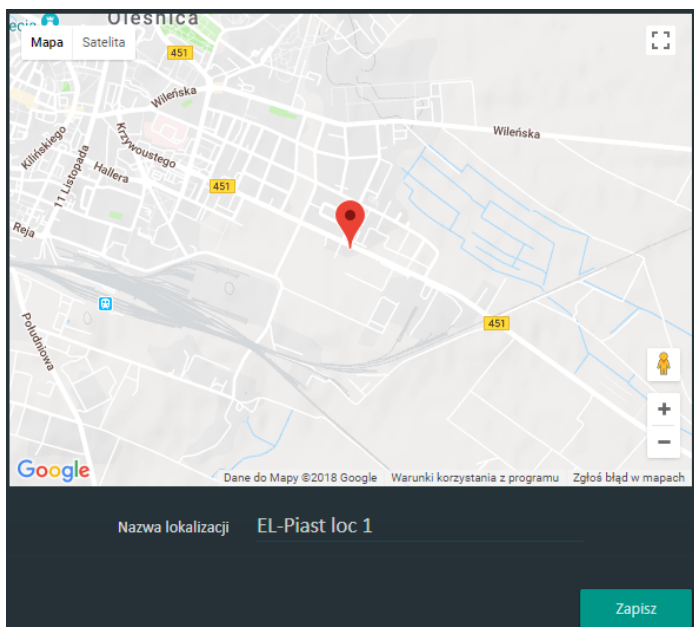 Oleśnica
Mapa
Satelita
451
Wileńska
Wileńska
Kilińskiego
Krzywoustego
11 Listopada
Hallera
451
Reja
451
Południowa
Google
Dane do Mapy ©2018 Google
Warunki korzystania z programu
Zgłoś błąd w mapach
Nazwa lokalizacji
EL-Piast loc 1
Zapisz